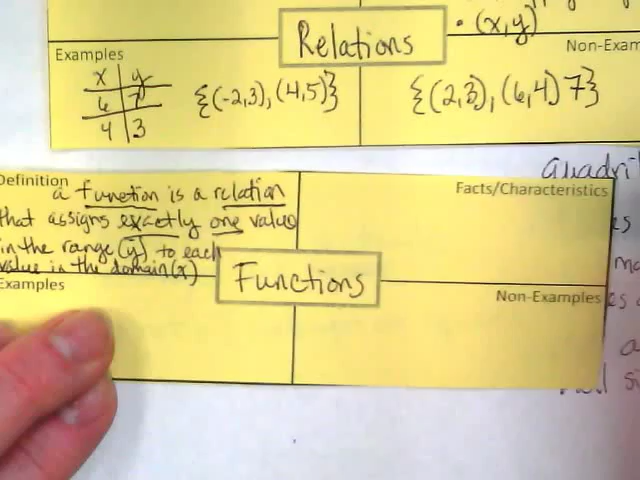 • (x,y)
Relations
Examples
Non-Exam
x y
6 7
4 3
{(-2,3), (4,5)}
{(2,3), (6,4) 7}
Definition
a function is a relation
that assigns exactly one value
in the range (y) to each
value in the domain (x)
Facts/Characteristics
Functions
Examples
Non-Examples